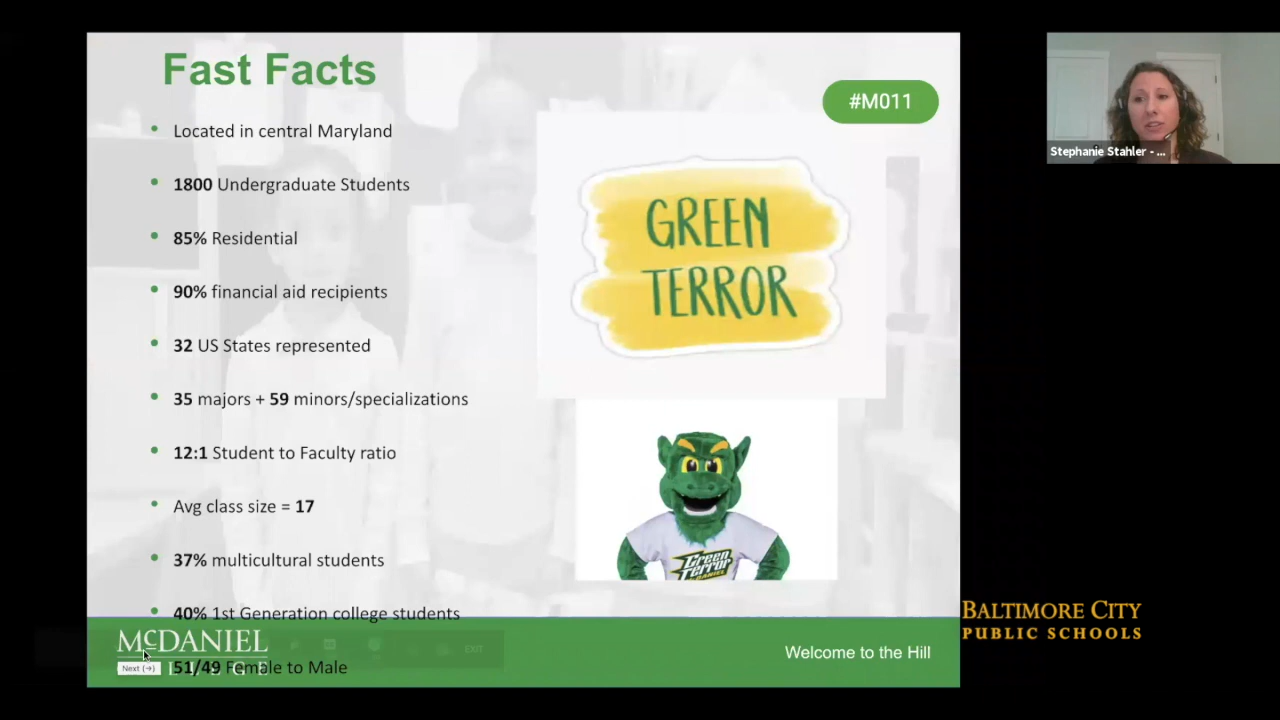 Fast Facts
#M011
Located in central Maryland
1800 Undergraduate Students
85% Residential
90% financial aid recipients
32 US States represented
35 majors + 59 minors/specializations
12:1 Student to Faculty ratio
Avg class size = 17
37% multicultural students
40% 1st Generation college students
51/49 Female to Male
GREEN
TERROR
Green
Terror
McDANIEL
Next (→)
EXIT
Welcome to the Hill
Stephanie Stahler - ...
BALTIMORE CITY
PUBLIC SCHOOLS